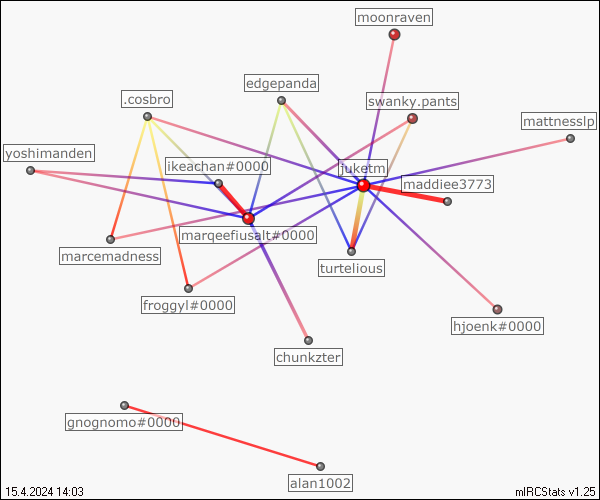 moonraven
edgepanda
.cosbro
swanky.pants
mattnesslp
yoshimanden
ikeachan#0000
juketm
maddiee3773
marqeefiusalt#0000
marcemadness
turtelious
froggyl#0000
hjoenk#0000
chunkzter
gnognomo#0000
alan1002
15.4.2024 14:03
mIRCStats v1.25